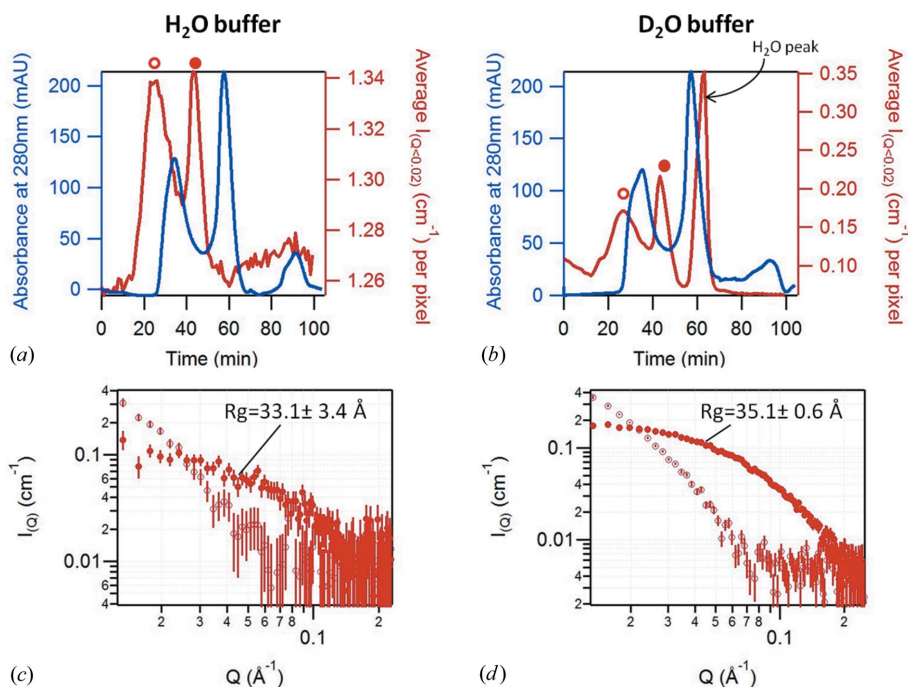 H₂O buffer
D₂O buffer
(a)
Absorbance at 280nm (mAU)
200
150
100
50
0
0 20 40 60 80 100
Time (min)
1.34
1.32
1.30
1.28
1.26
Average I(Q<0.02) (cm⁻¹) per pixel
(b)
Absorbance at 280nm (mAU)
200
150
100
50
0
0 20 40 60 80 100
Time (min)
H₂O peak
0.35
0.30
0.25
0.20
0.15
0.10
Average I(Q<0.02) (cm⁻¹) per pixel
(c)
I(Q) (cm⁻¹)
4
2
0.1
4
2
0.01
4
Rg=33.1± 3.4 Å
2 3 4 5 6 7 8 0.1 2
Q (Å⁻¹)
(d)
I(Q) (cm⁻¹)
4
2
0.1
4
2
0.01
4
2
Rg=35.1± 0.6 Å
2 3 4 5 6 7 8 0.1 2
Q (Å⁻¹)